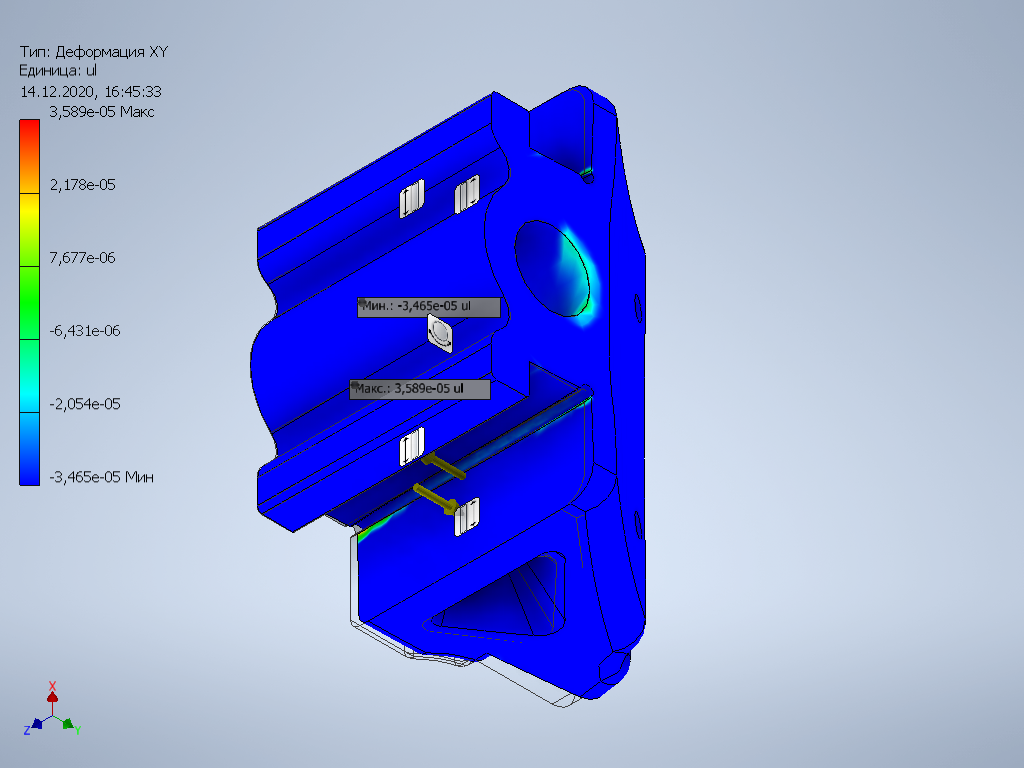 Тип: Деформация XY
Единица: ul
14.12.2020, 16:45:33
3,589e-05 Макс
2,178e-05
7,677e-06
-6,431e-06
-2,054e-05
-3,465e-05 Мин
Мин.: -3,465e-05 ul
Макс.: 3,589e-05 ul
X
Z
Y